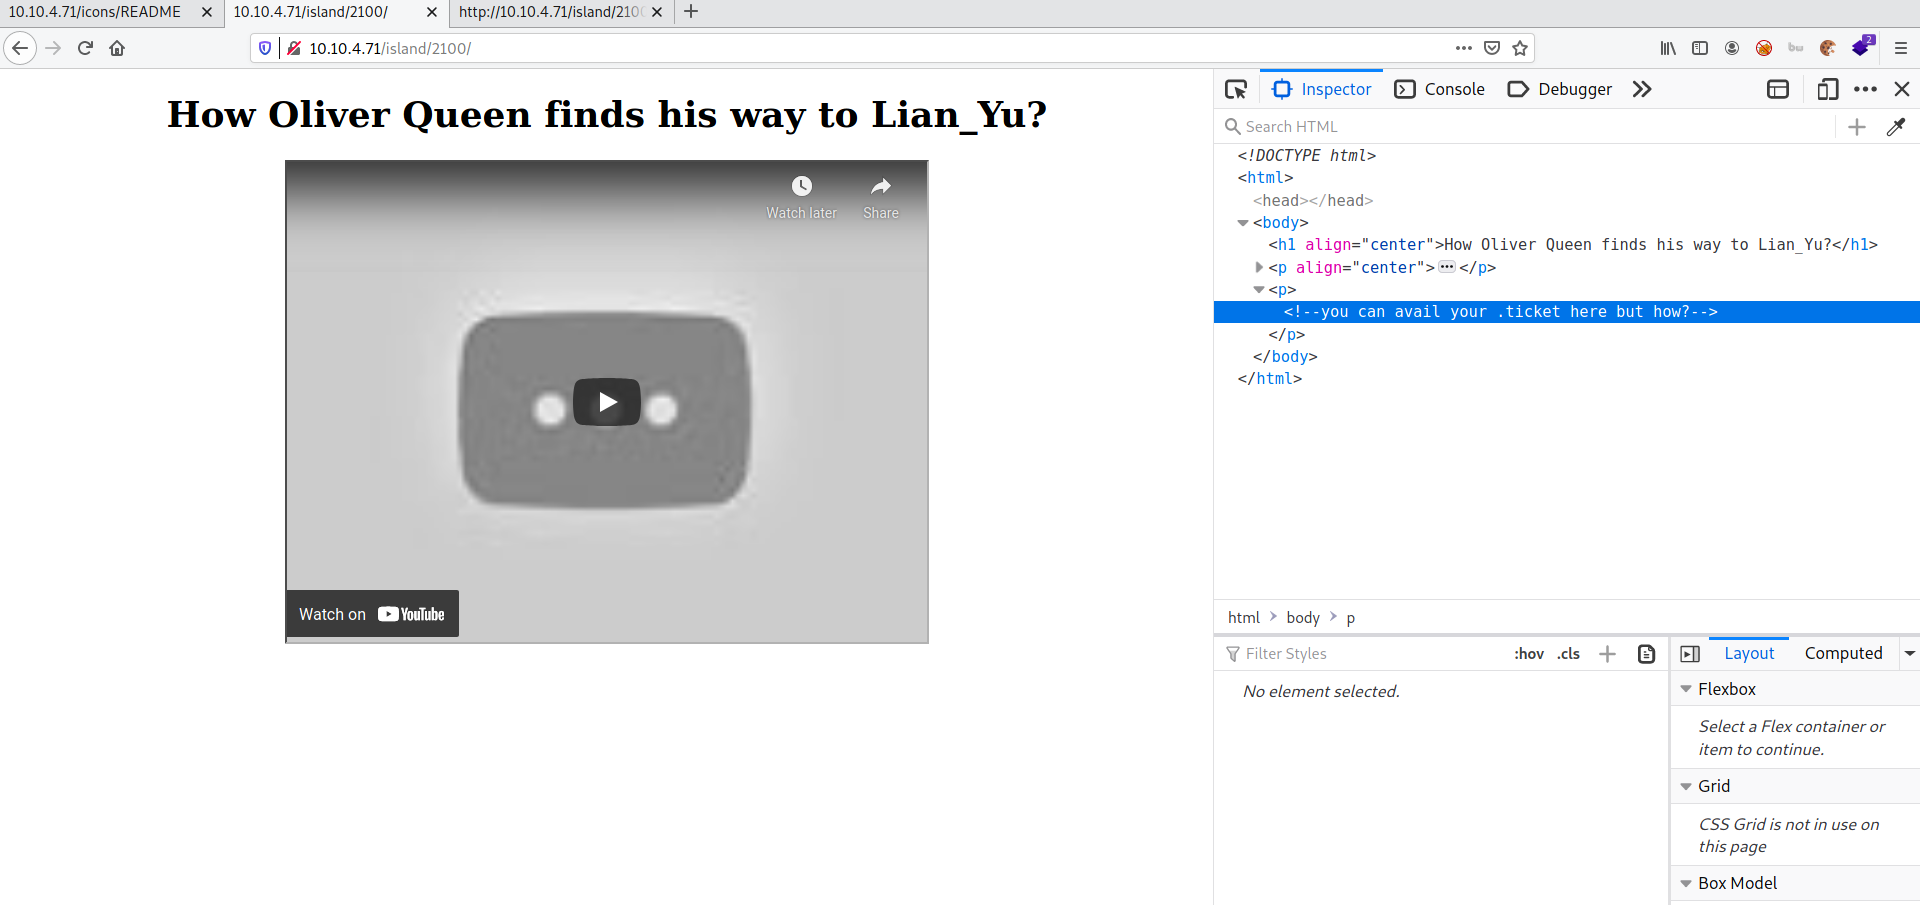 10.10.4.71/icons/README
10.10.4.71/island/2100/
http://10.10.4.71/island/210
10.10.4.71/island/2100/
2
How Oliver Queen finds his way to Lian_Yu?
Watch later
Share
Watch on YouTube
Inspector
Console
Debugger
Search HTML
<!DOCTYPE html>
<html>
<head></head>
<body>
<h1 align="center">How Oliver Queen finds his way to Lian_Yu?</h1>
<p align="center"></p>
<p>
<!--you can avail your .ticket here but how?-->
</p>
</body>
</html>
html
body
p
Filter Styles
:hov
.cls
No element selected.
Layout
Computed
Flexbox
Select a Flex container or
item to continue.
Grid
CSS Grid is not in use on
this page
Box Model